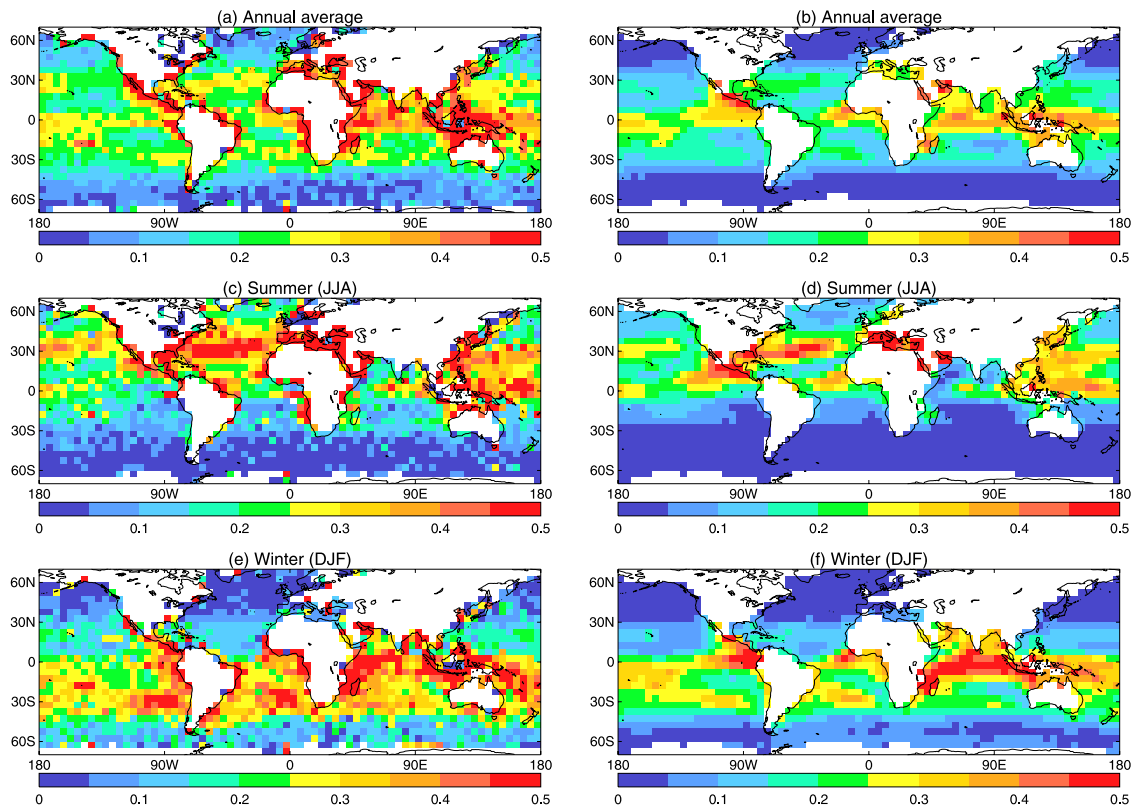 (a) Annual average
60N
30N
0
30S
60S
180 90W 0 90E 180
0 0.1 0.2 0.3 0.4 0.5
(b) Annual average
60N
30N
0
30S
60S
180 90W 0 90E 180
0 0.1 0.2 0.3 0.4 0.5
(c) Summer (JJA)
60N
30N
0
30S
60S
180 90W 0 90E 180
0 0.1 0.2 0.3 0.4 0.5
(d) Summer (JJA)
60N
30N
0
30S
60S
180 90W 0 90E 180
0 0.1 0.2 0.3 0.4 0.5
(e) Winter (DJF)
60N
30N
0
30S
60S
180 90W 0 90E 180
0 0.1 0.2 0.3 0.4 0.5
(f) Winter (DJF)
60N
30N
0
30S
60S
180 90W 0 90E 180
0 0.1 0.2 0.3 0.4 0.5